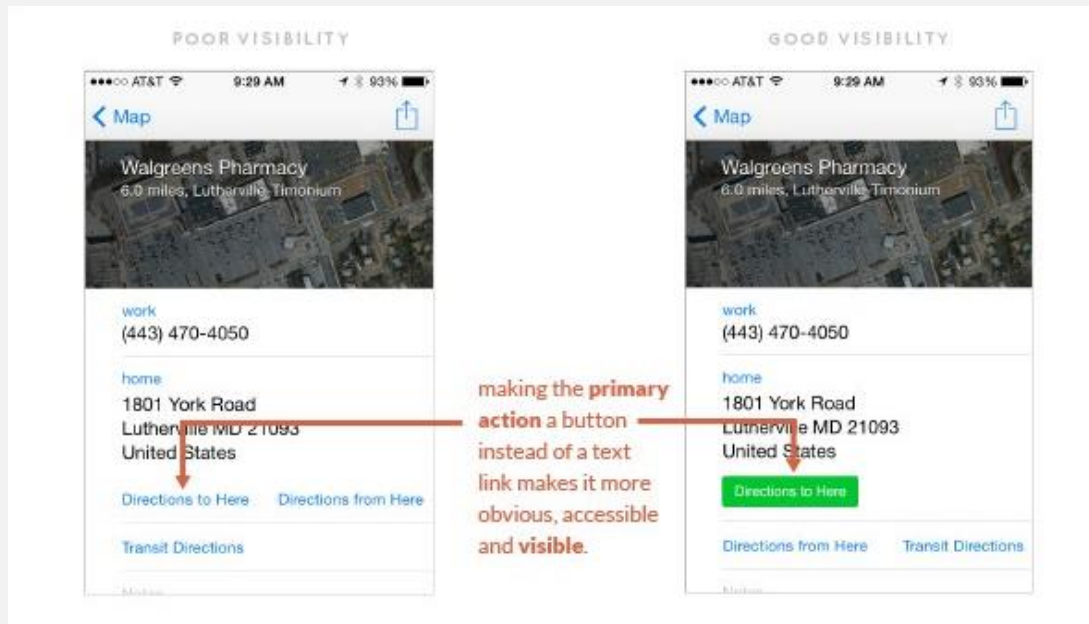 POOR VISIBILITY
AT&T 9:29 AM 93%
Map
Walgreens Pharmacy
6.0 miles, Lutherville-Timonium
work
(443) 470-4050
home
1801 York Road
Lutherville MD 21093
United States
Directions to Here Directions from Here
Transit Directions
Notes
making the primary
action a button
instead of a text
link makes it more
obvious, accessible
and visible.
GOOD VISIBILITY
AT&T 9:29 AM 93%
Map
Walgreens Pharmacy
6.0 miles, Lutherville-Timonium
work
(443) 470-4050
home
1801 York Road
Lutherville MD 21093
United States
Directions to Here
Directions from Here Transit Directions
Notes